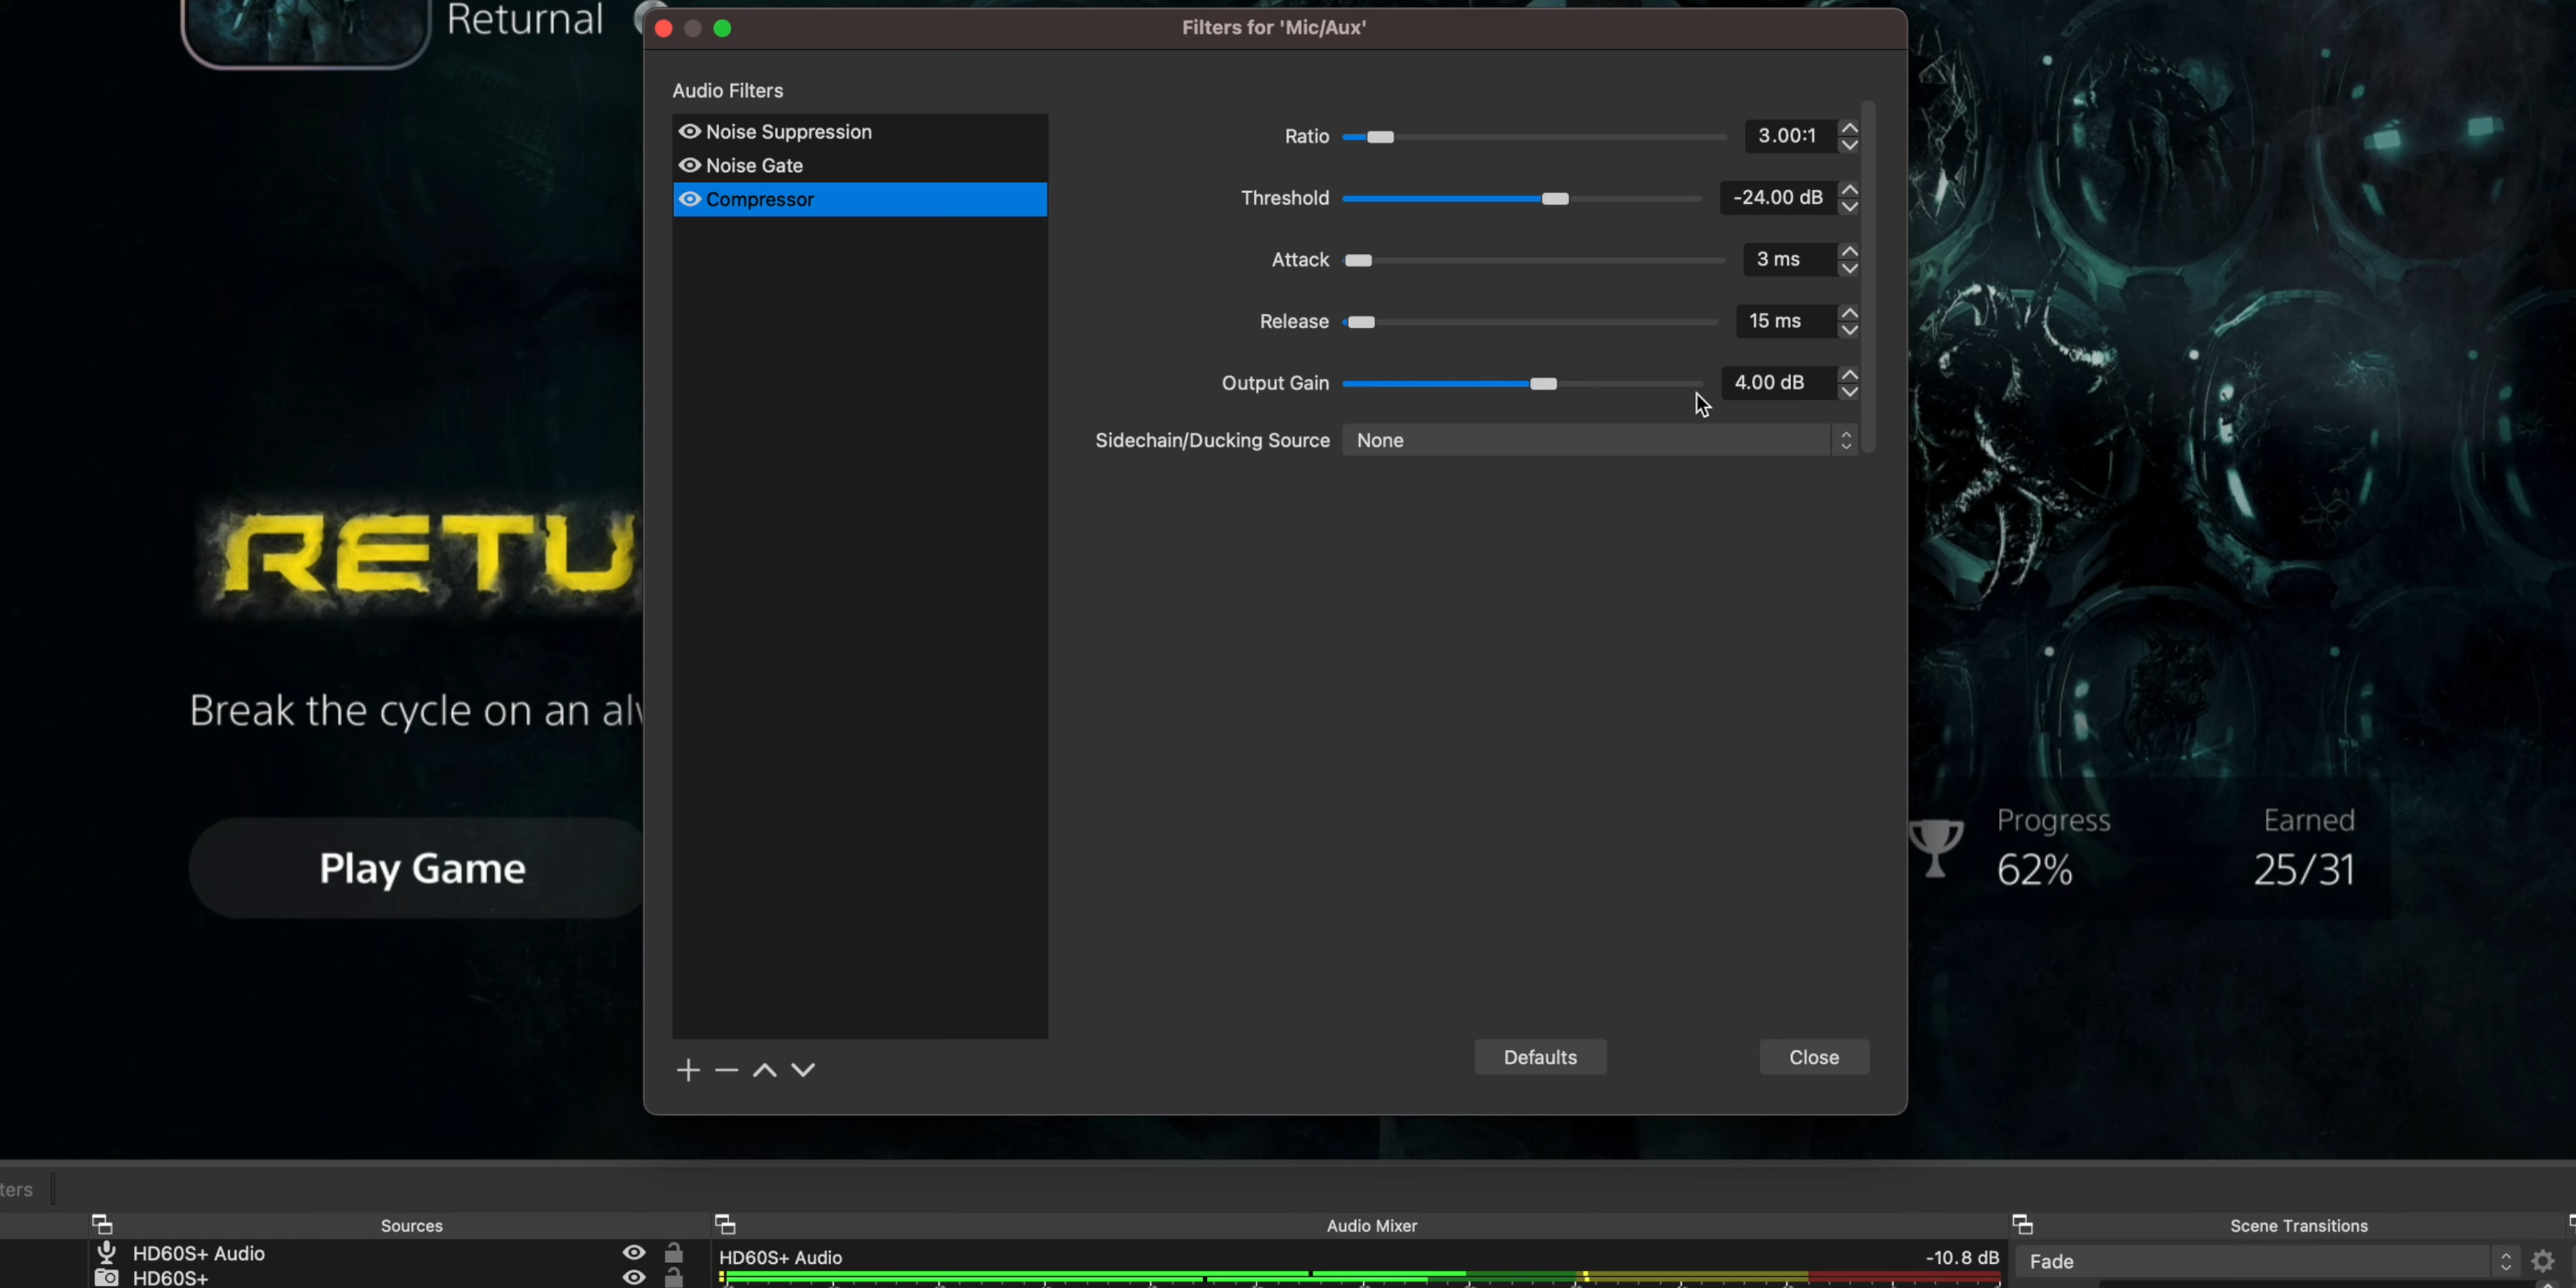 Returnal
Filters for 'Mic/Aux'
Audio Filters
Noise Suppression
Noise Gate
Compressor
Ratio 3.00:1
Threshold -24.00 dB
Attack 3 ms
Release 15 ms
Output Gain 4.00 dB
Sidechain/Ducking Source None
RETU
Break the cycle on an al
Play Game
Progress Earned
62% 25/31
Defaults Close
ters
Sources Audio Mixer Scene Transitions
HD60S+ Audio HD60S+ Audio -10.8 dB Fade
HD60S+